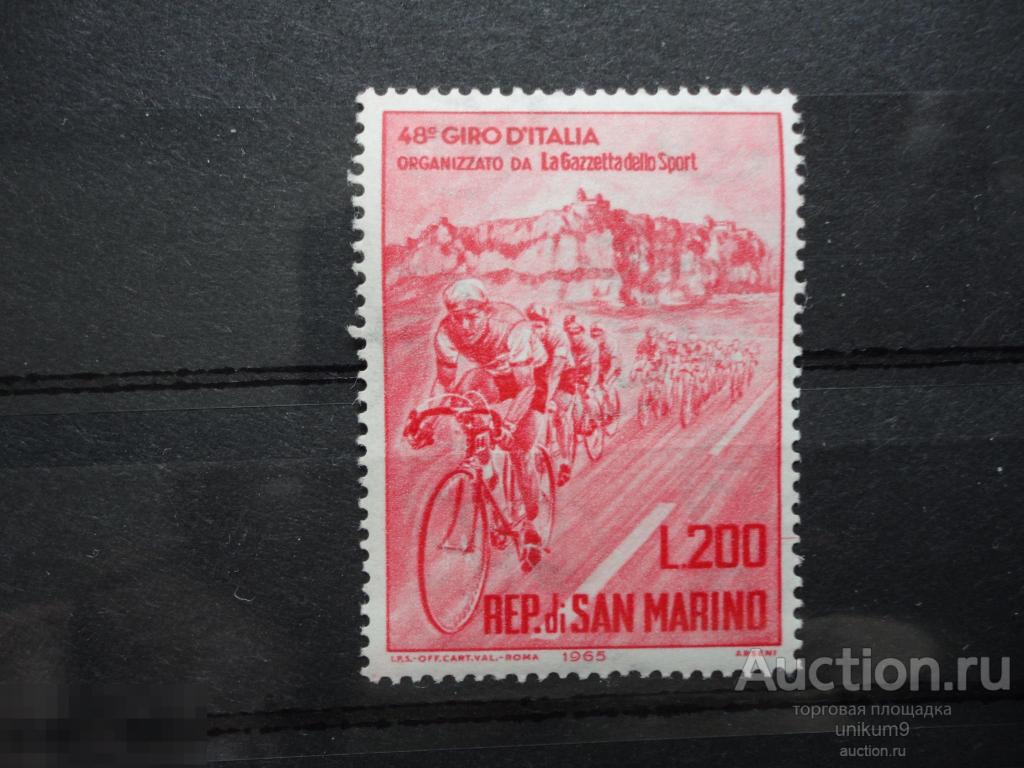 48º GIRO D'ITALIA
ORGANIZZATO DA La Gazzetta dello Sport
L.200
REP. di SAN MARINO
I.P.S.-OFF.CART.VAL.-ROMA 1965 ARSENI
Auction.ru
торговая площадка
unikum9
auction.ru